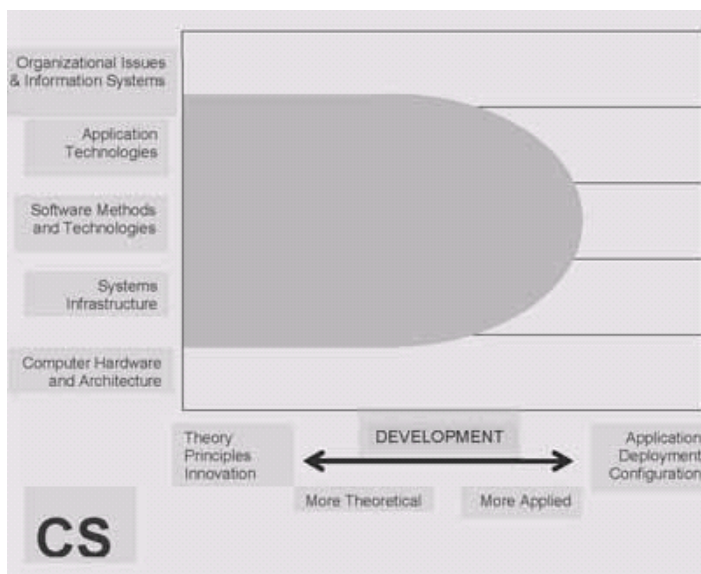 Organizational Issues
& Information Systems
Application
Technologies
Software Methods
and Technologies
Systems
Infrastructure
Computer Hardware
and Architecture
Theory
Principles
Innovation
DEVELOPMENT
Application
Deployment
Configuration
More Theoretical
More Applied
CS